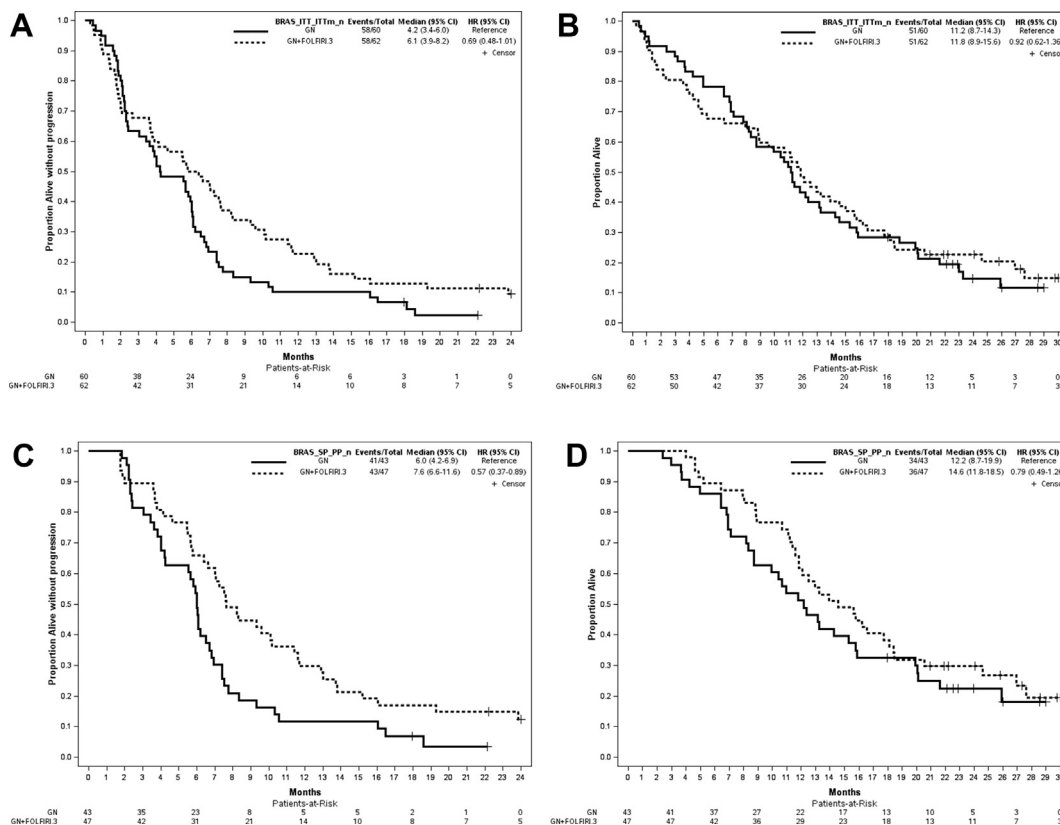 A
BRAS_ITT_ITTm_n Events/Total Median (95% CI) HR (95% CI)
GN 58/60 4.2 (3.4-6.0) Reference
GN+FOLFIRI.3 58/62 6.1 (3.9-8.2) 0.69 (0.48-1.01)
+ Censor
Proportion Alive without progression
1.0
0.9
0.8
0.7
0.6
0.5
0.4
0.3
0.2
0.1
0.0
0 1 2 3 4 5 6 7 8 9 10 11 12 13 14 15 16 17 18 19 20 21 22 23 24
Months
Patients-at-Risk
GN 60 38 24 9 6 6 3 1 0
GN+FOLFIRI.3 62 42 31 21 14 10 8 7 5
B
BRAS_ITT_ITTm_n Events/Total Median (95% CI) HR (95% CI)
GN 51/60 11.2 (8.7-14.3) Reference
GN+FOLFIRI.3 51/62 11.8 (8.9-15.6) 0.92 (0.62-1.36
+ Censor
Proportion Alive
1.0
0.9
0.8
0.7
0.6
0.5
0.4
0.3
0.2
0.1
0.0
0 1 2 3 4 5 6 7 8 9 10 11 12 13 14 15 16 17 18 19 20 21 22 23 24 25 26 27 28 29 30
Months
Patients-at-Risk
GN 60 53 47 35 26 20 16 12 5 3 0
GN+FOLFIRI.3 62 50 42 37 30 24 18 13 11 7 3
C
BRAS_SP_PP_n Events/Total Median (95% CI) HR (95% CI)
GN 41/43 6.0 (4.2-6.9) Reference
GN+FOLFIRI.3 43/47 7.6 (6.6-11.6) 0.57 (0.37-0.89)
+ Censor
Proportion Alive without progression
1.0
0.9
0.8
0.7
0.6
0.5
0.4
0.3
0.2
0.1
0.0
0 1 2 3 4 5 6 7 8 9 10 11 12 13 14 15 16 17 18 19 20 21 22 23 24
Months
Patients-at-Risk
GN 43 35 23 8 5 5 2 1 0
GN+FOLFIRI.3 47 42 31 21 14 10 8 7 5
D
BRAS_SP_PP_n Events/Total Median (95% CI) HR (95% CI)
GN 34/43 12.2 (8.7-19.9) Reference
GN+FOLFIRI.3 36/47 14.6 (11.8-18.5) 0.79 (0.49-1.26
+ Censor
Proportion Alive
1.0
0.9
0.8
0.7
0.6
0.5
0.4
0.3
0.2
0.1
0.0
0 1 2 3 4 5 6 7 8 9 10 11 12 13 14 15 16 17 18 19 20 21 22 23 24 25 26 27 28 29 30
Months
Patients-at-Risk
GN 43 41 37 27 22 17 13 10 5 3 0
GN+FOLFIRI.3 47 47 42 36 29 23 18 13 11 7